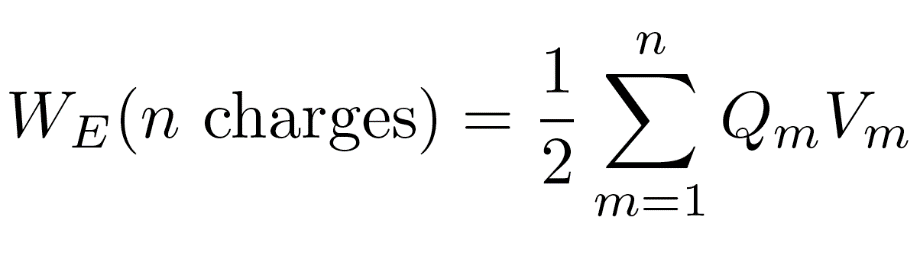 W_E(n charges) = \frac{1}{2} \sum_{m=1}^{n} Q_m V_m